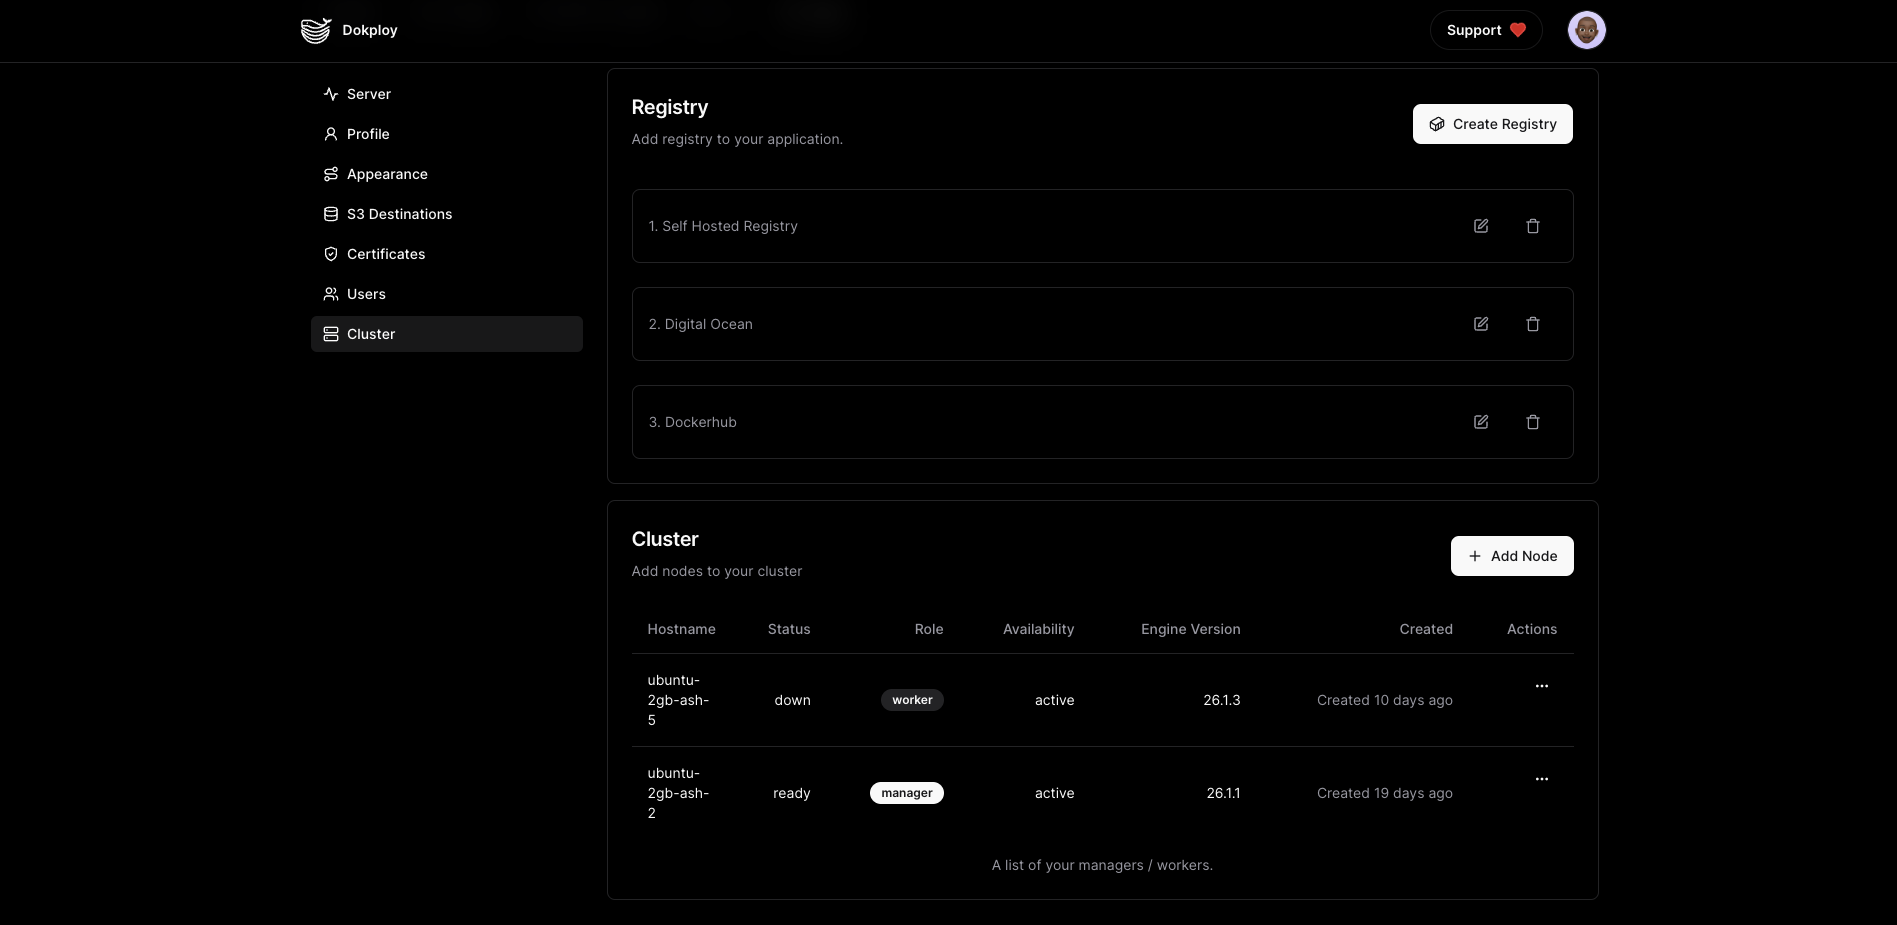 Dokploy
Support
Server
Profile
Appearance
S3 Destinations
Certificates
Users
Cluster
Registry
Add registry to your application.
Create Registry
1. Self Hosted Registry
2. Digital Ocean
3. Dockerhub
Cluster
Add nodes to your cluster
Add Node
Hostname Status Role Availability Engine Version Created Actions
ubuntu-
2gb-ash- down worker active 26.1.3 Created 10 days ago
5
ubuntu-
2gb-ash- ready manager active 26.1.1 Created 19 days ago
2
A list of your managers / workers.